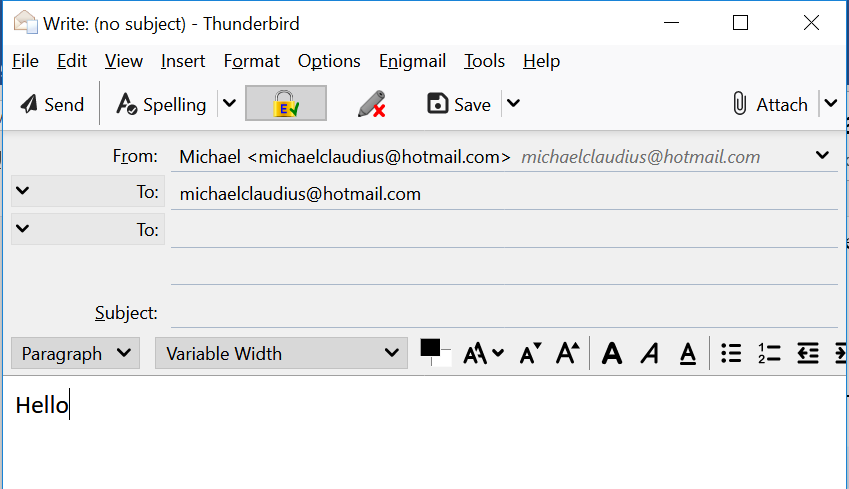 Write: (no subject) - Thunderbird
File Edit View Insert Format Options Enigmail Tools Help
Send Spelling E Save Attach
From: Michael <michaelclaudius@hotmail.com> michaelclaudius@hotmail.com
To: michaelclaudius@hotmail.com
To:
Subject:
Paragraph Variable Width
Hello